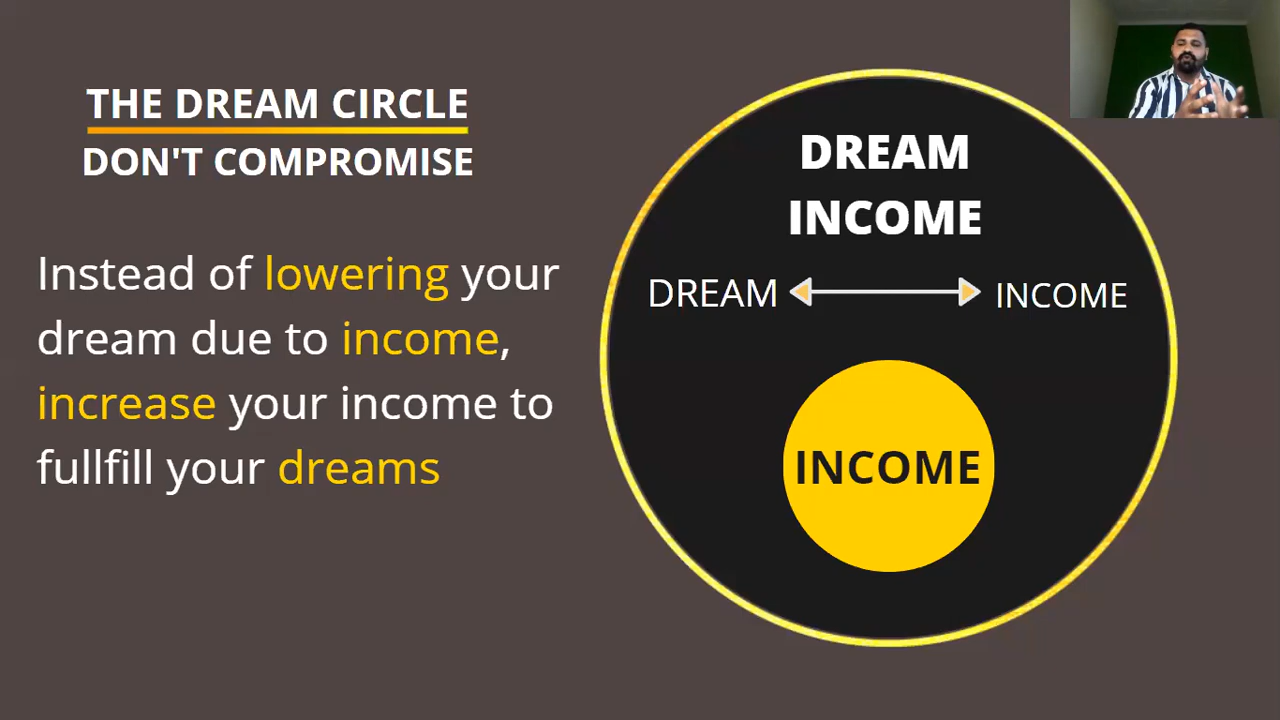 THE DREAM CIRCLE
DON'T COMPROMISE
Instead of lowering your
dream due to income,
increase your income to
fullfill your dreams
DREAM
INCOME
DREAM
INCOME
INCOME